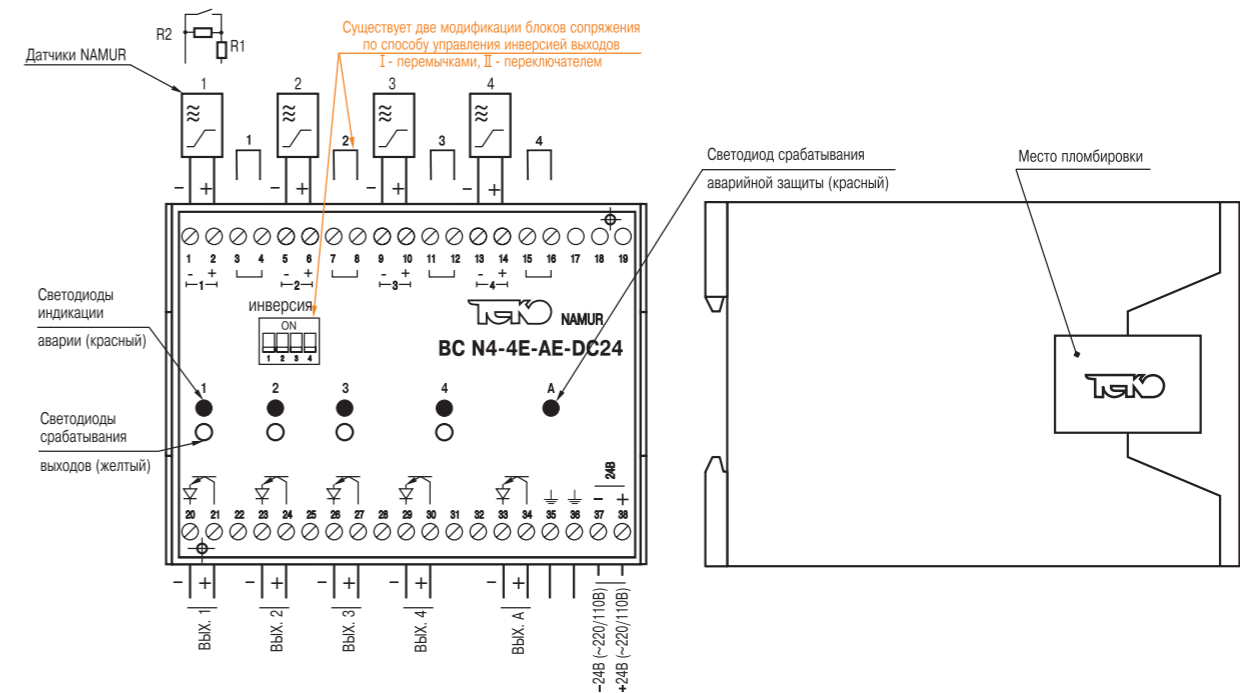 R2
R1
Датчики NAMUR
Существует две модификации блоков сопряжения
по способу управления инверсией выходов
I - перемычками, II - переключателем
1 2 3 4
1 2 3 4
- + - + - + - +
Светодиод срабатывания
аварийной защиты (красный)
Место пломбировки
1 2 3 4 5 6 7 8 9 10 11 12 13 14 15 16 17 18 19
- + - + - + - +
1 2 3 4
Светодиоды
индикации
аварии (красный)
инверсия
ON
1 2 3 4
ТЕКО NAMUR
ВС N4-4E-AE-DC24
ТЕКО
1 2 3 4 A
Светодиоды
срабатывания
выходов (желтый)
24В
- +
20 21 22 23 24 25 26 27 28 29 30 31 32 33 34 35 36 37 38
- + - + - + - + - +
ВЫХ. 1
ВЫХ. 2
ВЫХ. 3
ВЫХ. 4
ВЫХ. А
-24В (~220/110В)
+24В (~220/110В)